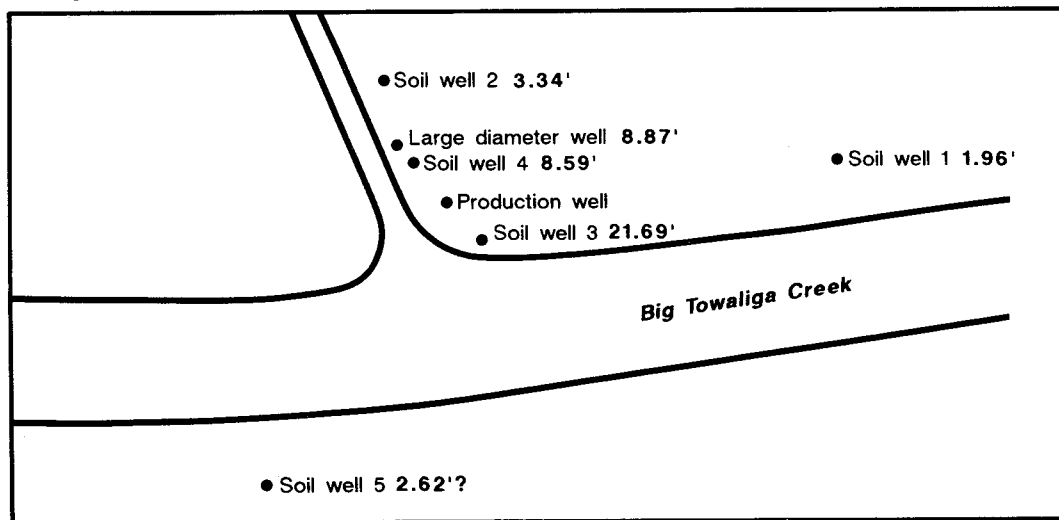 Soil well 2 3.34'
Large diameter well 8.87'
Soil well 4 8.59'
Soil well 1 1.96'
Production well
Soil well 3 21.69'
Big Towaliga Creek
Soil well 5 2.62'?